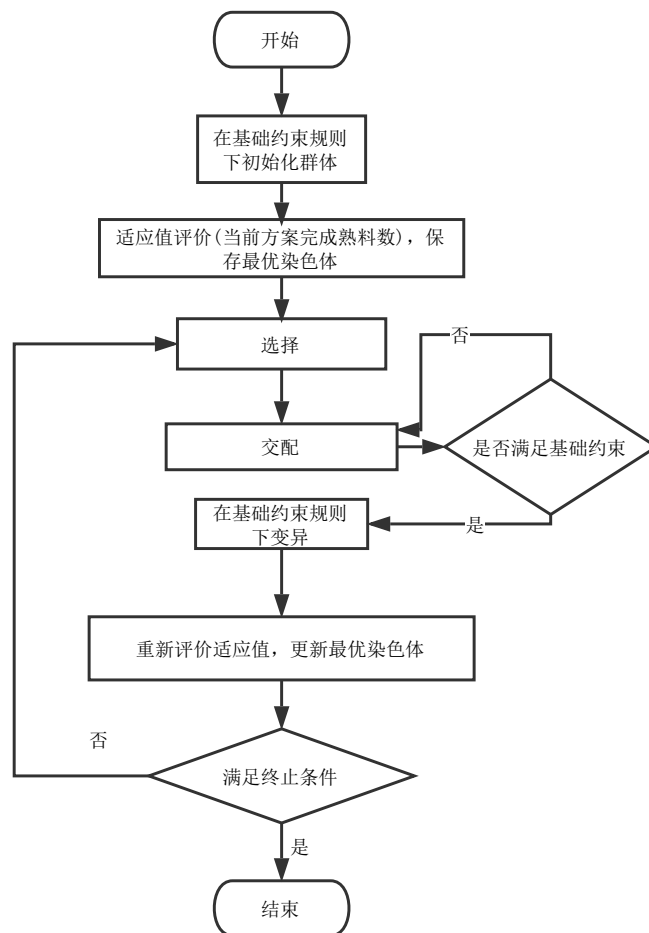 开始
在基础约束规则
下初始化群体
适应值评价(当前方案完成熟料数)，保
存最优染色体
选择
否
交配
是否满足基础约束
在基础约束规则
下变异
是
重新评价适应值，更新最优染色体
否
满足终止条件
是
结束